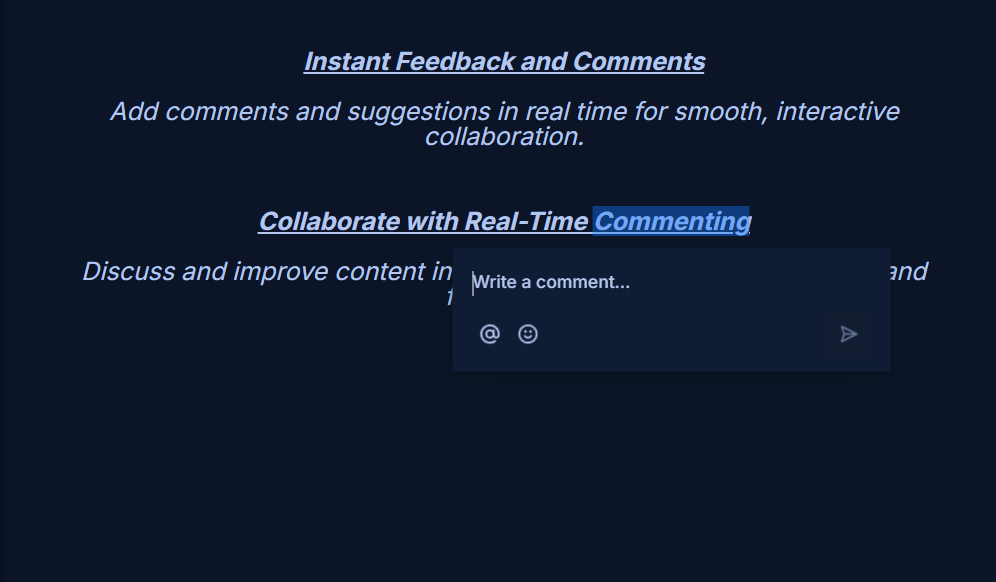 Instant Feedback and Comments
Add comments and suggestions in real time for smooth, interactive
collaboration.
Collaborate with Real-Time Commenting
Discuss and improve content in and
Write a comment...